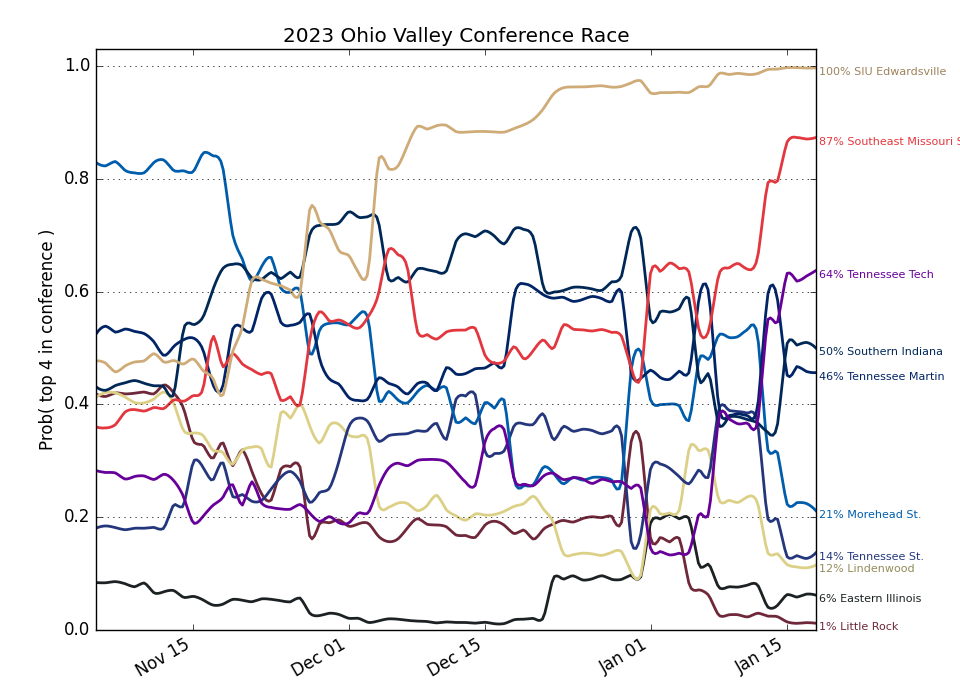 2023 Ohio Valley Conference Race
Prob( top 4 in conference )
1.0
0.8
0.6
0.4
0.2
0.0
Nov 15
Dec 01
Dec 15
Jan 01
Jan 15
100% SIU Edwardsville
87% Southeast Missouri S
64% Tennessee Tech
50% Southern Indiana
46% Tennessee Martin
21% Morehead St.
14% Tennessee St.
12% Lindenwood
6% Eastern Illinois
1% Little Rock